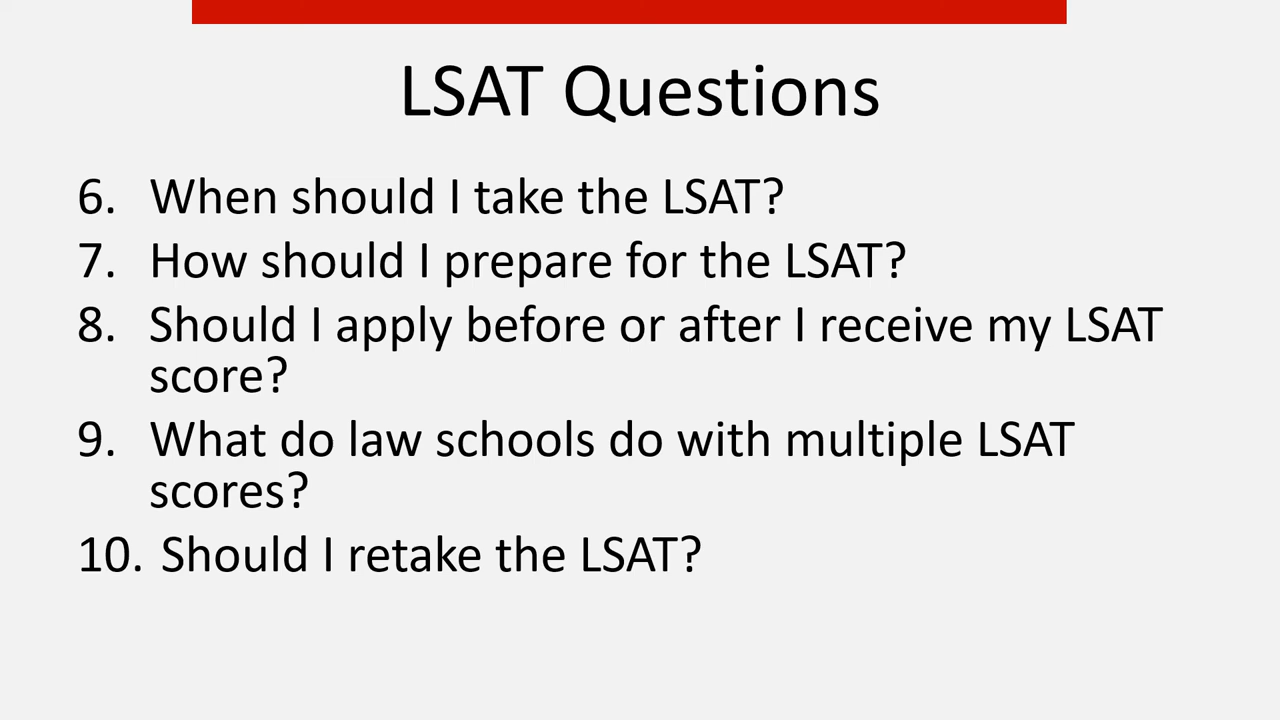 LSAT Questions
6. When should I take the LSAT?
7. How should I prepare for the LSAT?
8. Should I apply before or after I receive my LSAT
score?
9. What do law schools do with multiple LSAT
scores?
10. Should I retake the LSAT?